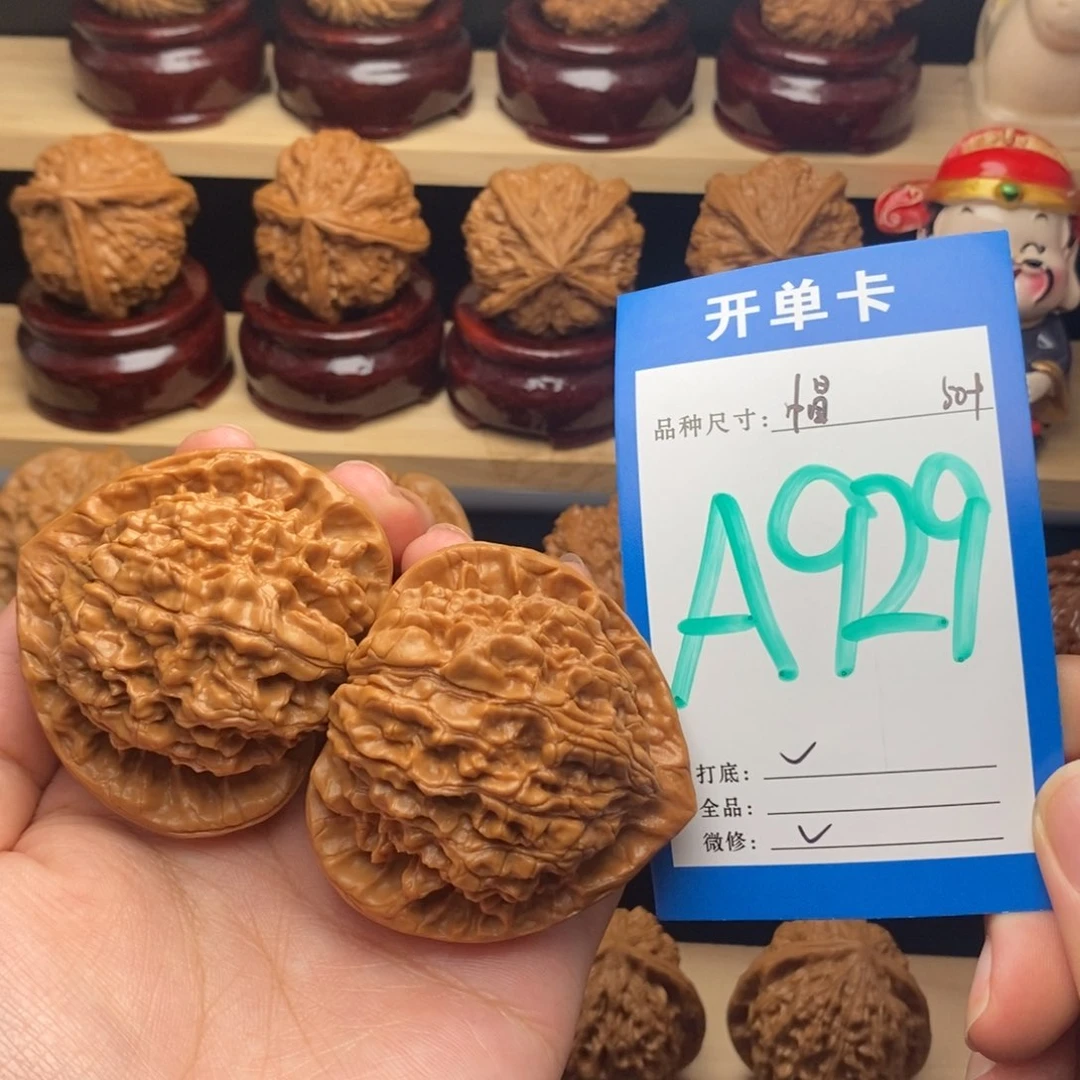 开单卡
品种尺寸： 帽 50+
A929
打底：✓
全品：
微修：✓